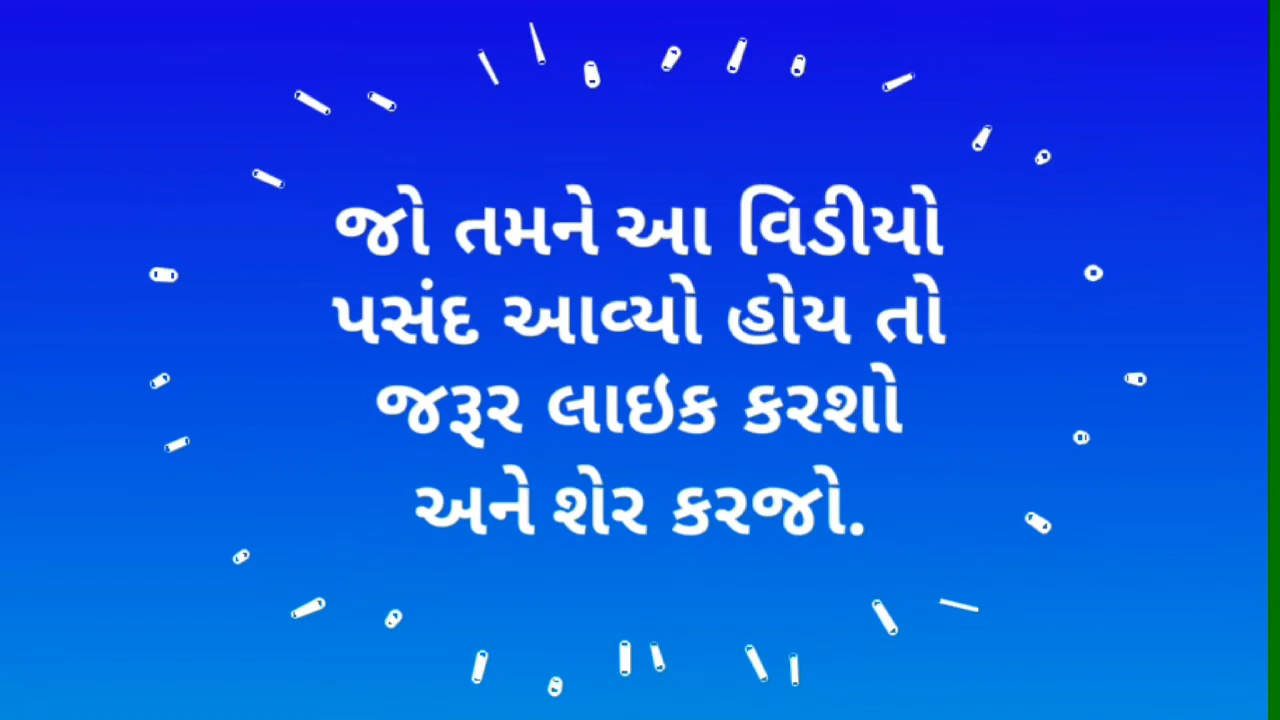 જો તમને આ વિડીયો
પસંદ આવ્યો હોય તો
જરૂર લાઇક કરશો
અને શેર કરજો.